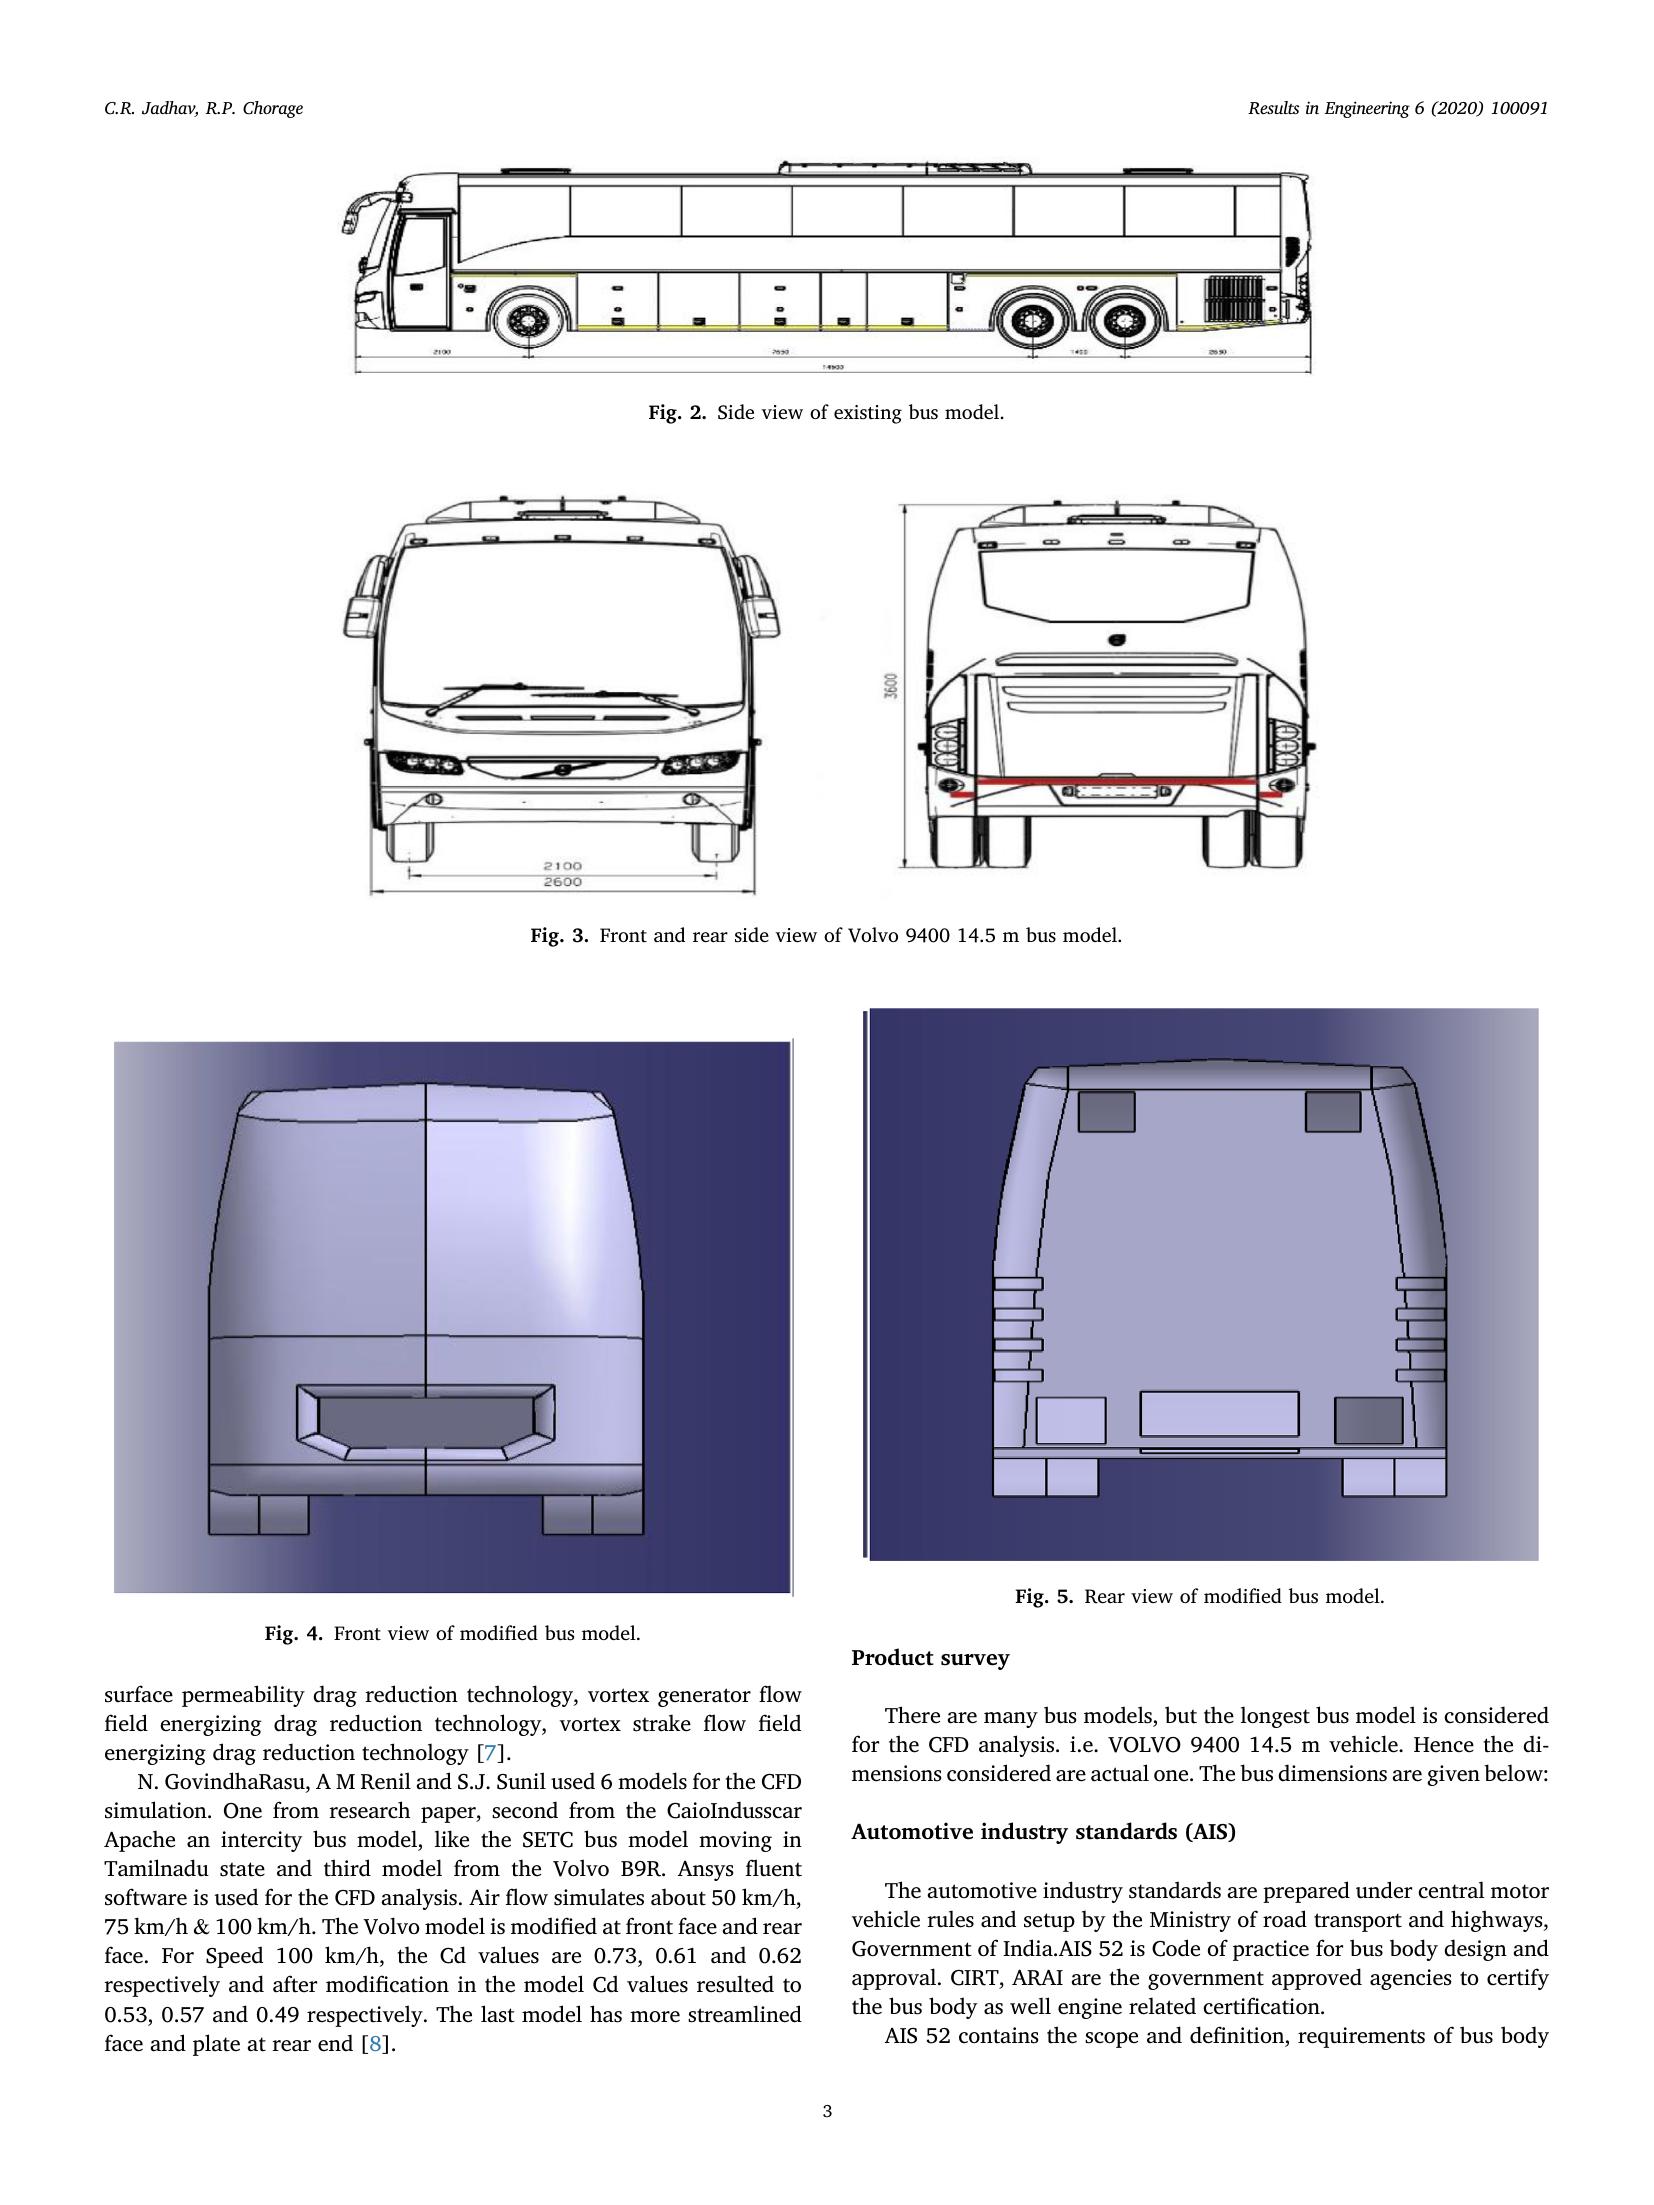 C.R. Jadhav, R.P. Chorage
Results in Engineering 6 (2020) 100091
2100
1400
Fig. 2. Side view of existing bus model.
3600
2100
2600
Fig. 3. Front and rear side view of Volvo 9400 14.5 m bus model.
Fig. 4. Front view of modified bus model.
surface permeability drag reduction technology, vortex generator flow
field energizing drag reduction technology, vortex strake flow field
energizing drag reduction technology [7].
N. GovindhaRasu, A M Renil and S.J. Sunil used 6 models for the CFD
simulation. One from research paper, second from the CaioIndusscar
Apache an intercity bus model, like the SETC bus model moving in
Tamilnadu state and third model from the Volvo B9R. Ansys fluent
software is used for the CFD analysis. Air flow simulates about 50 km/h,
75 km/h & 100 km/h. The Volvo model is modified at front face and rear
face. For Speed 100 km/h, the Cd values are 0.73, 0.61 and 0.62
respectively and after modification in the model Cd values resulted to
0.53, 0.57 and 0.49 respectively. The last model has more streamlined
face and plate at rear end [8].
Fig. 5. Rear view of modified bus model.
Product survey
There are many bus models, but the longest bus model is considered
for the CFD analysis. i.e. VOLVO 9400 14.5 m vehicle. Hence the di-
mensions considered are actual one. The bus dimensions are given below:
Automotive industry standards (AIS)
The automotive industry standards are prepared under central motor
vehicle rules and setup by the Ministry of road transport and highways,
Government of India.AIS 52 is Code of practice for bus body design and
approval. CIRT, ARAI are the government approved agencies to certify
the bus body as well engine related certification.
AIS 52 contains the scope and definition, requirements of bus body
3